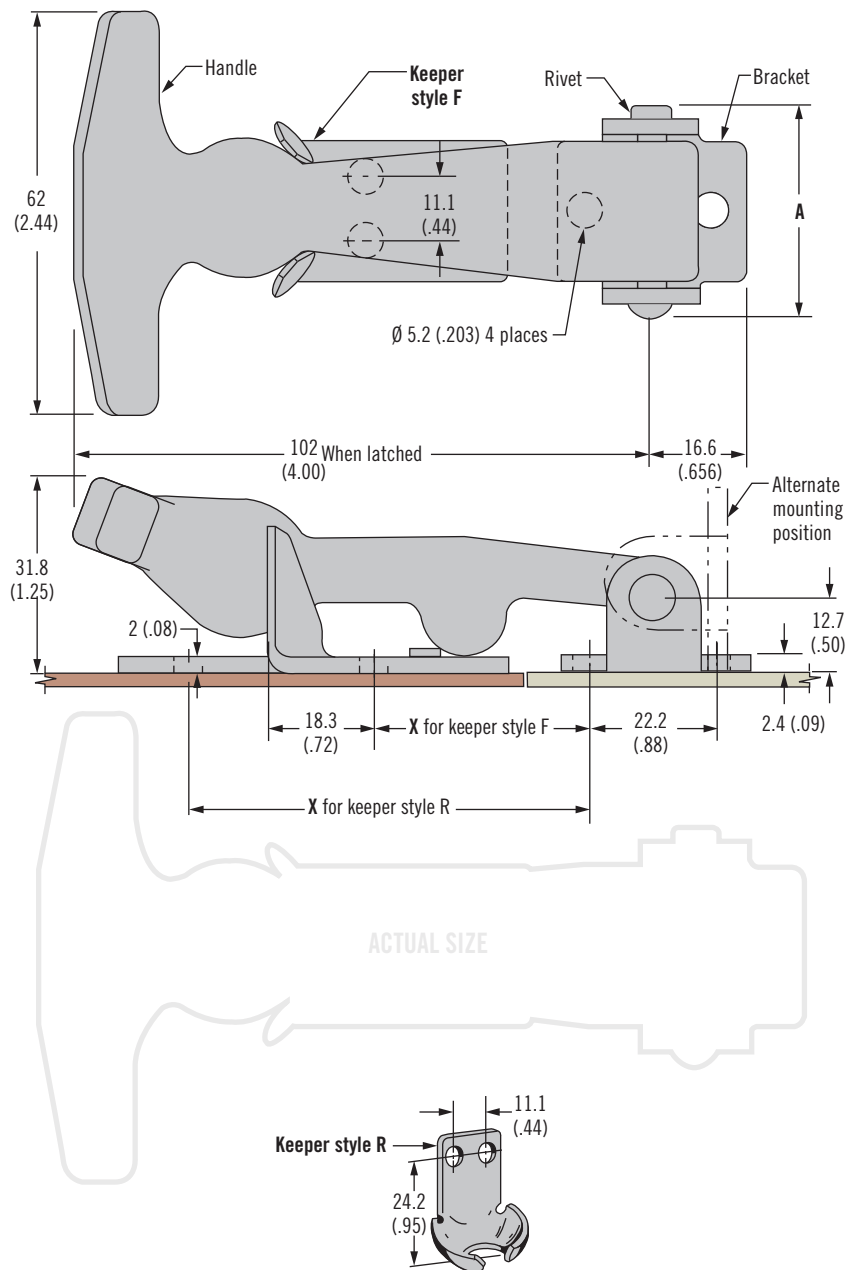 Handle
Keeper
style F
Rivet
Bracket
62
(2.44)
11.1
(.44)
A
Ø 5.2 (.203) 4 places
102 When latched
(4.00)
16.6
(.656)
Alternate
mounting
position
31.8
(1.25)
2 (.08)
12.7
(.50)
18.3
(.72)
X for keeper style F
22.2
(.88)
2.4 (.09)
X for keeper style R
ACTUAL SIZE
11.1
(.44)
Keeper style R
24.2
(.95)